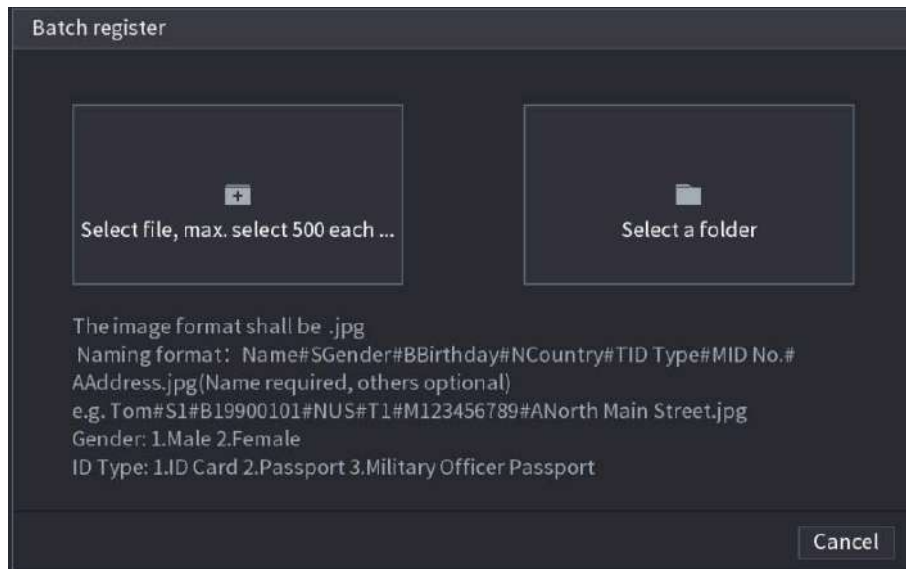 Batch register
Select file, max. select 500 each ...
Select a folder
The image format shall be .jpg
Naming format： Name#SGender#BBirthday#NCountry#TID Type#MID No.#
AAddress.jpg(Name required, others optional)
e.g. Tom#S1#B19900101#NUS#T1#M123456789#ANorth Main Street.jpg
Gender: 1.Male 2.Female
ID Type: 1.ID Card 2.Passport 3.Military Officer Passport
Cancel